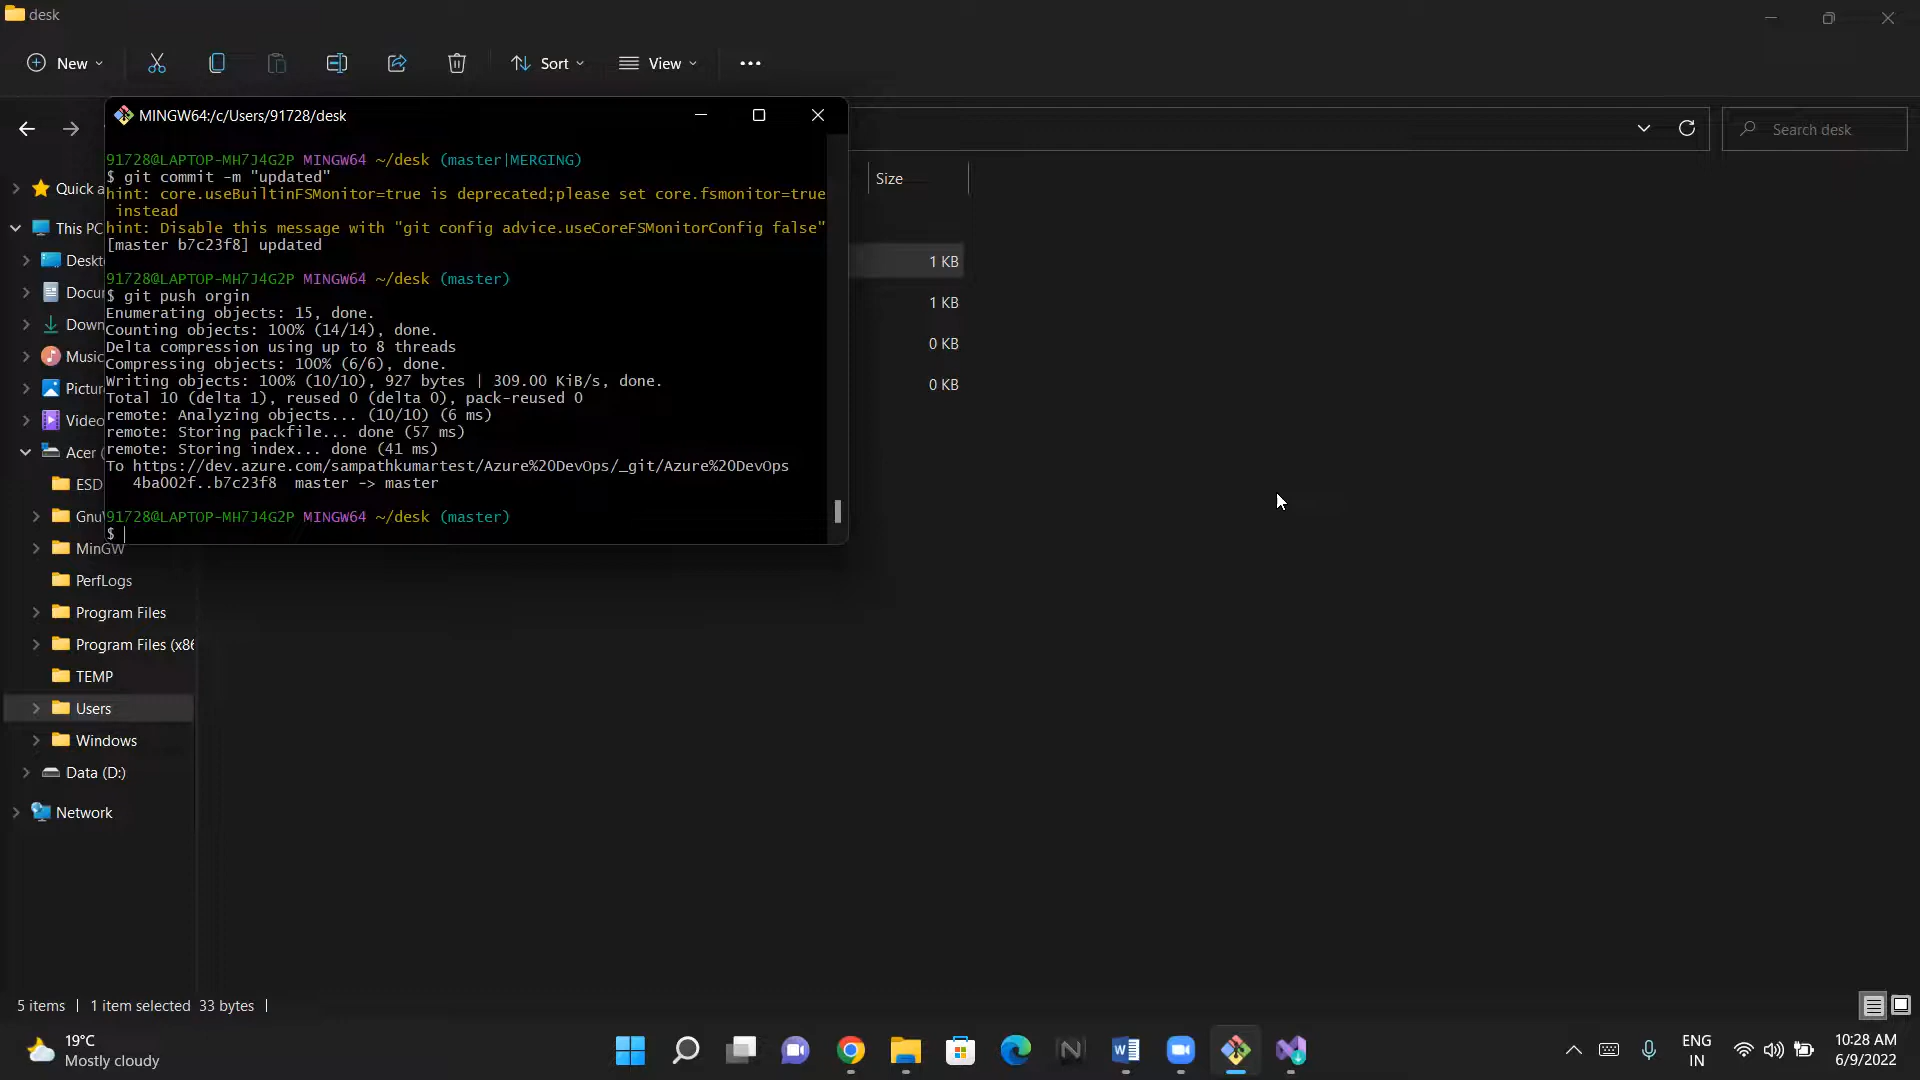 desk
New
Sort
View
MINGW64:/c/Users/91728/desk
Search desk
91728@LAPTOP-MH7J4G2P MINGW64 ~/desk (master|MERGING)
$ git commit -m "updated"
hint: core.useBuiltinFSMonitor=true is deprecated;please set core.fsmonitor=true
instead
hint: Disable this message with "git config advice.useCoreFSMonitorConfig false"
[master b7c23f8] updated
91728@LAPTOP-MH7J4G2P MINGW64 ~/desk (master)
$ git push orgin
Enumerating objects: 15, done.
Counting objects: 100% (14/14), done.
Delta compression using up to 8 threads
Compressing objects: 100% (6/6), done.
Writing objects: 100% (10/10), 927 bytes | 309.00 KiB/s, done.
Total 10 (delta 1), reused 0 (delta 0), pack-reused 0
remote: Analyzing objects... (10/10) (6 ms)
remote: Storing packfile... done (57 ms)
remote: Storing index... done (41 ms)
To https://dev.azure.com/sampathkumartest/Azure%20DevOps/_git/Azure%20DevOps
4ba002f..b7c23f8 master -> master
91728@LAPTOP-MH7J4G2P MINGW64 ~/desk (master)
$
Size
1 KB
1 KB
0 KB
0 KB
Quick a
This PC
Deskt
Docu
Down
Music
Pictu
Video
Acer (
ESD
Gnu
MinGW
PerfLogs
Program Files
Program Files (x86
TEMP
Users
Windows
Data (D:)
Network
5 items | 1 item selected 33 bytes |
19°C
Mostly cloudy
ENG
IN
10:28 AM
6/9/2022